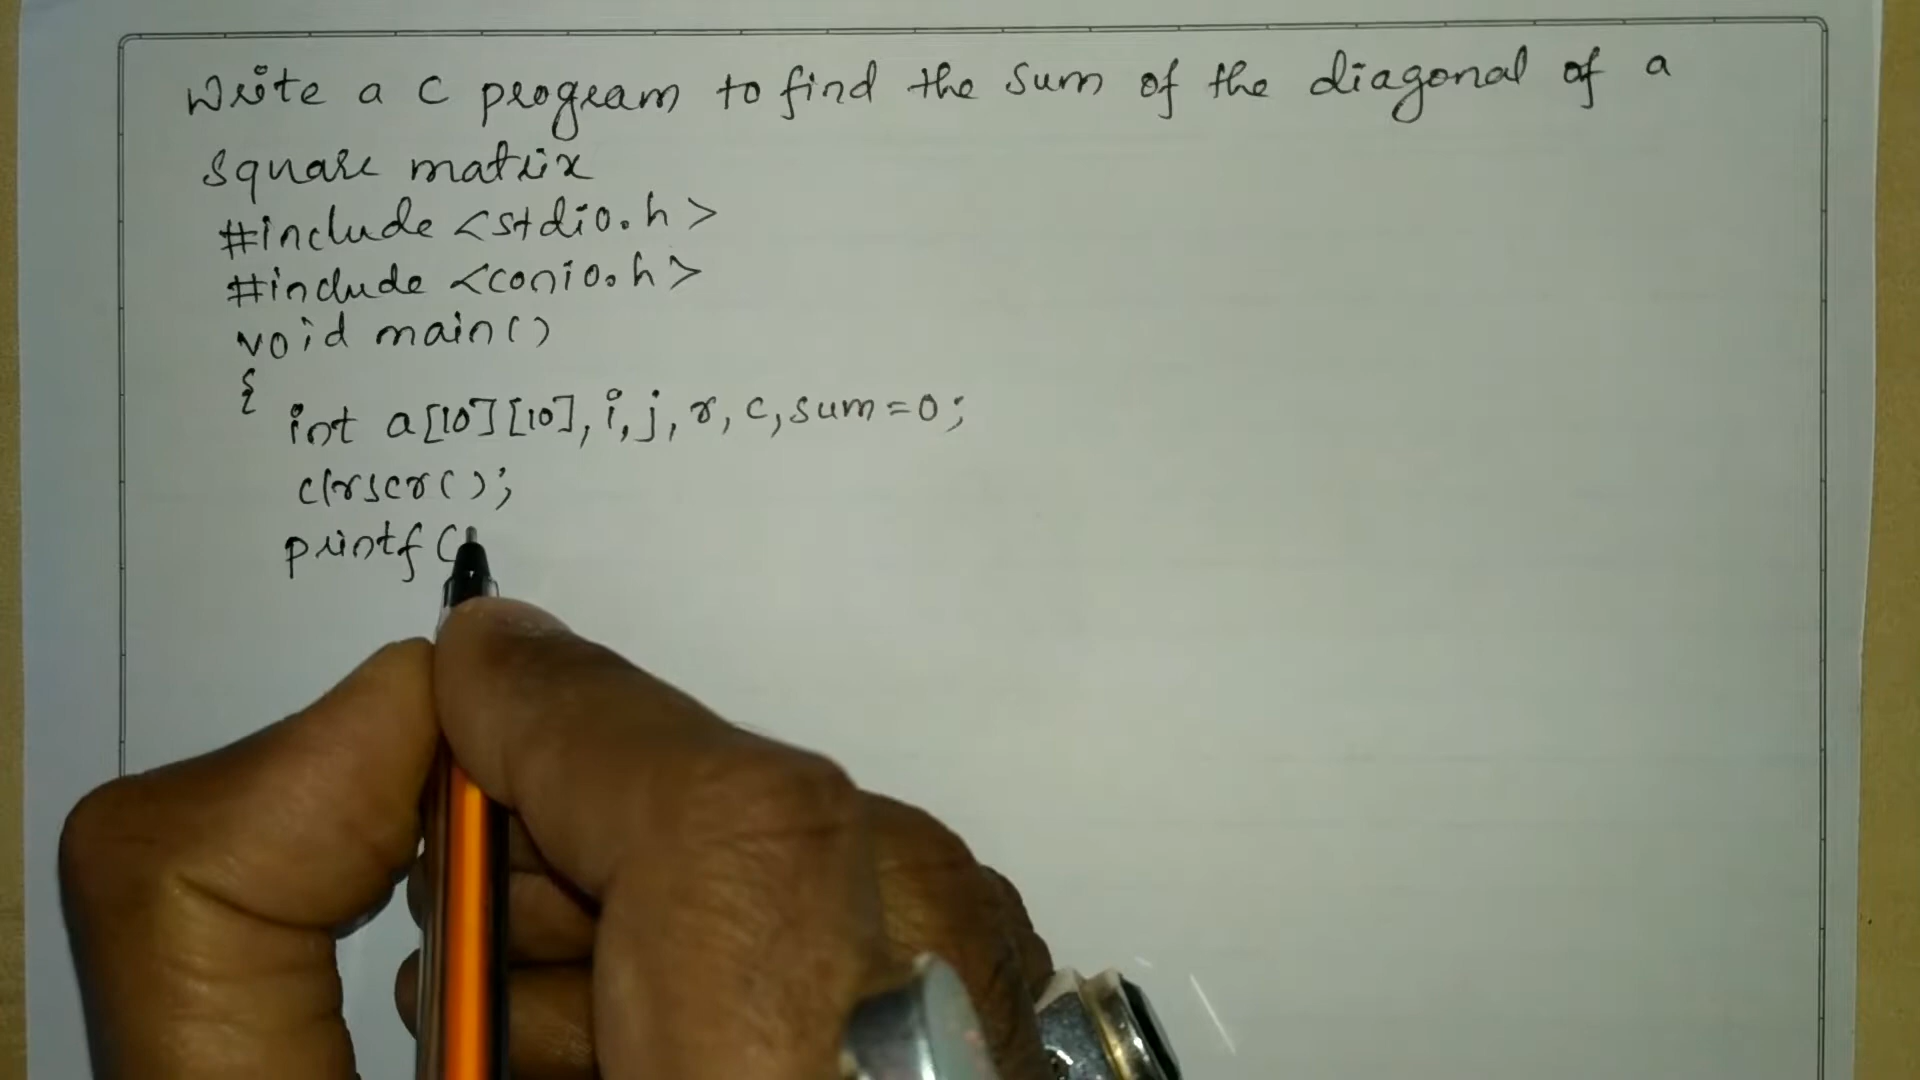 Write a C program to find the sum of the diagonal of a
square matrix
#include <stdio.h>
#include <conio.h>
void main()
{
int a[10][10], i, j, r, c, sum=0;
clrscr();
printf(